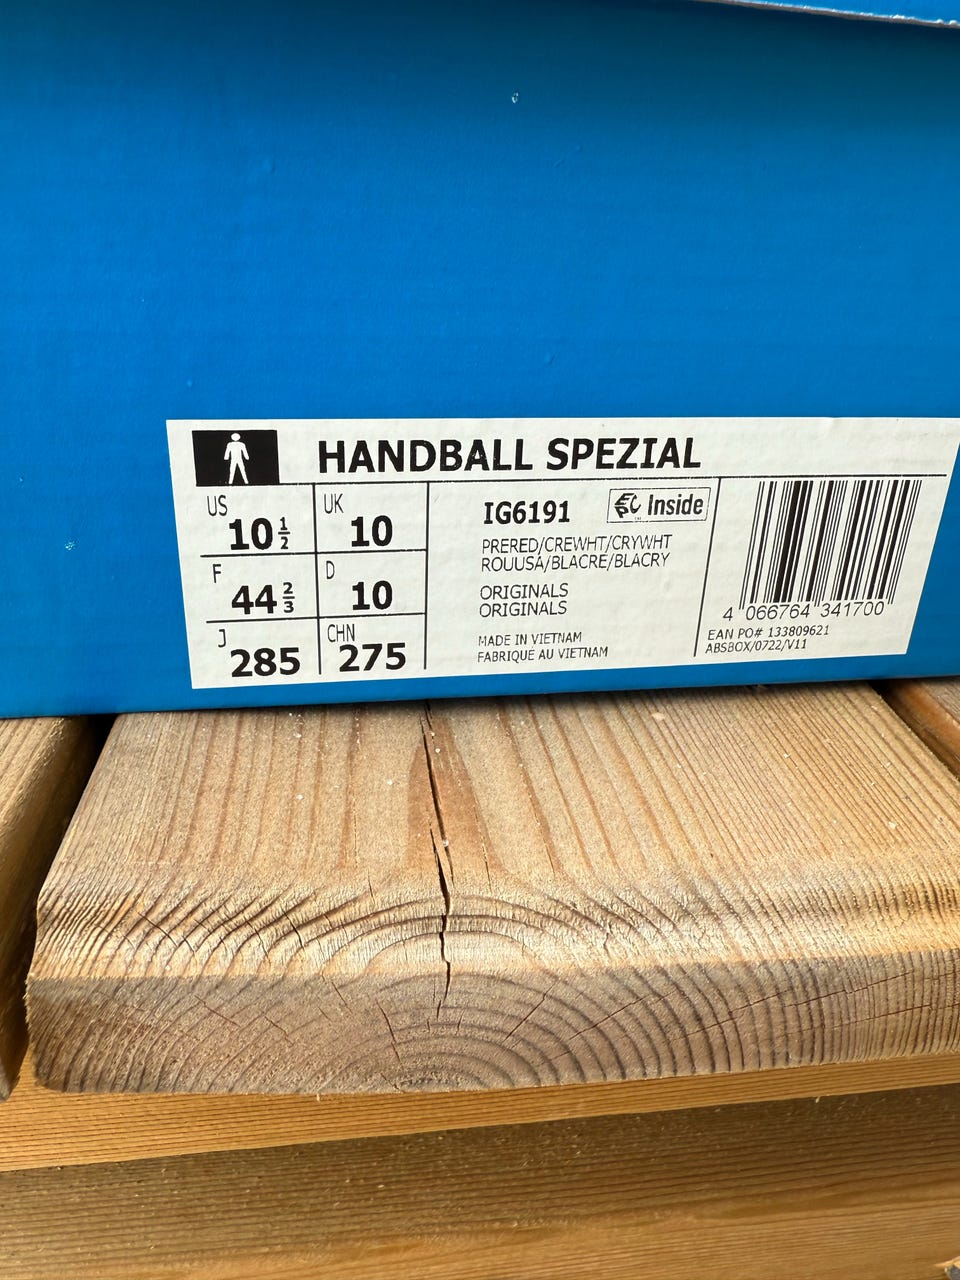 HANDBALL SPEZIAL
US 10 1/2 UK 10
F 44 2/3 D 10
J 285 CHN 275
IG6191 Inside
PRERED/CREWHT/CRYWHT
ROUUSA/BLACRE/BLACRY
ORIGINALS
ORIGINALS
MADE IN VIETNAM
FABRIQUÉ AU VIETNAM
4 066764 341700
EAN PO# 133809621
ABSBOX/0722/V11